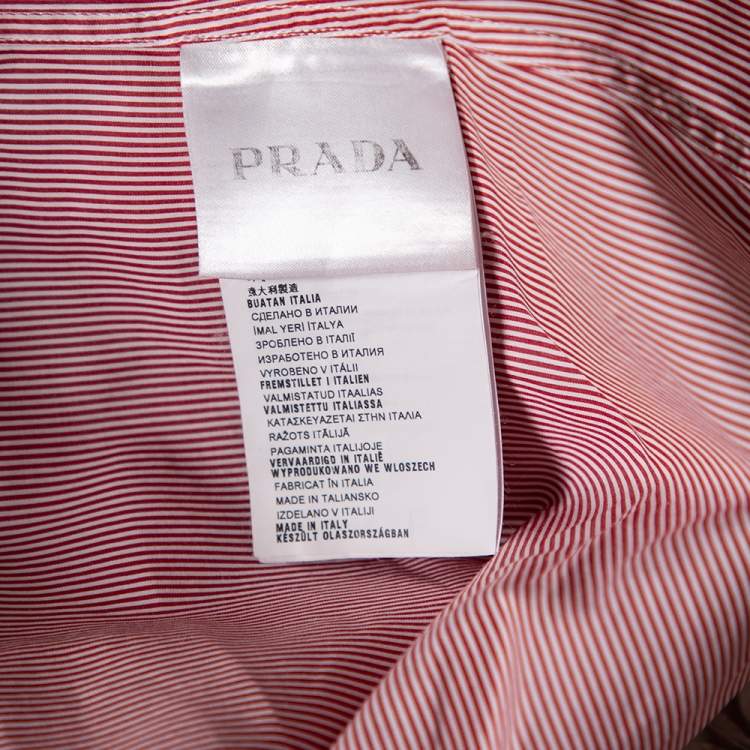 PRADA
意大利製造
BUATAN ITALIA
СДЕЛАНО В ИТАЛИИ
İMAL YERİ İTALYA
ЗРОБЛЕНО В ІТАЛІЇ
ИЗРАБОТЕНО В ИТАЛИЯ
VYROBENO V ITÁLII
FREMSTILLET I ITALIEN
VALMISTATUD ITAALIAS
VALMISTETTU ITALIASSA
ΚΑΤΑΣΚΕΥΑΖΕΤΑΙ ΣΤΗΝ ΙΤΑΛΙΑ
RAŽOTS ITĀLIJĀ
PAGAMINTA ITALIJOJE
VERVAARDIGD IN ITALIË
WYPRODUKOWANO WE WLOSZECH
FABRICAT ÎN ITALIA
MADE IN TALIANSKO
IZDELANO V ITALIJI
MADE IN ITALY
KÉSZÜLT OLASZORSZÁGBAN